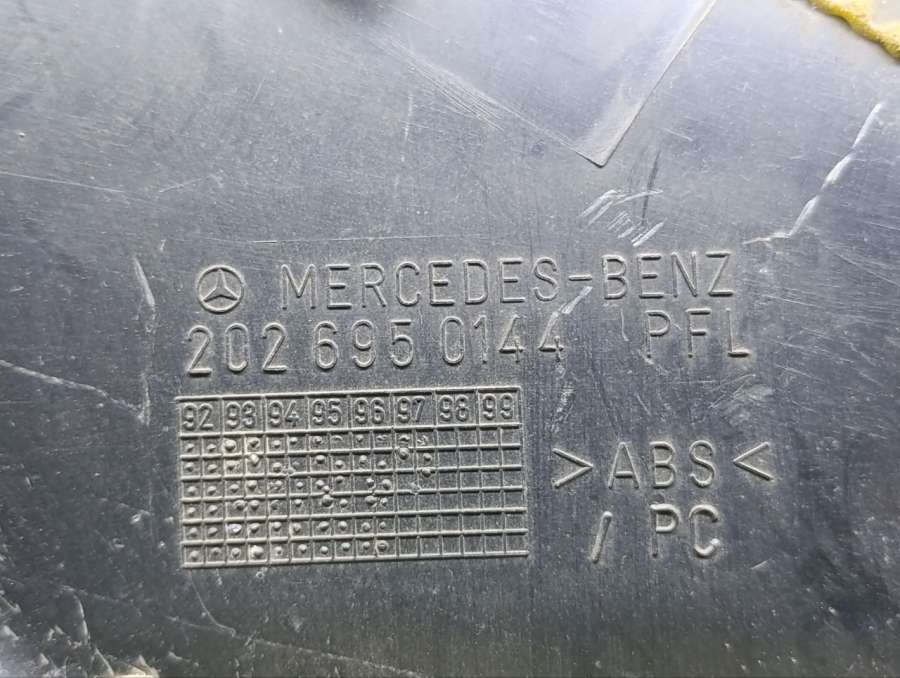 MERCEDES-BENZ
202 695 0144 PFL
92 93 94 95 96 97 98 99
>ABS<
/ PC